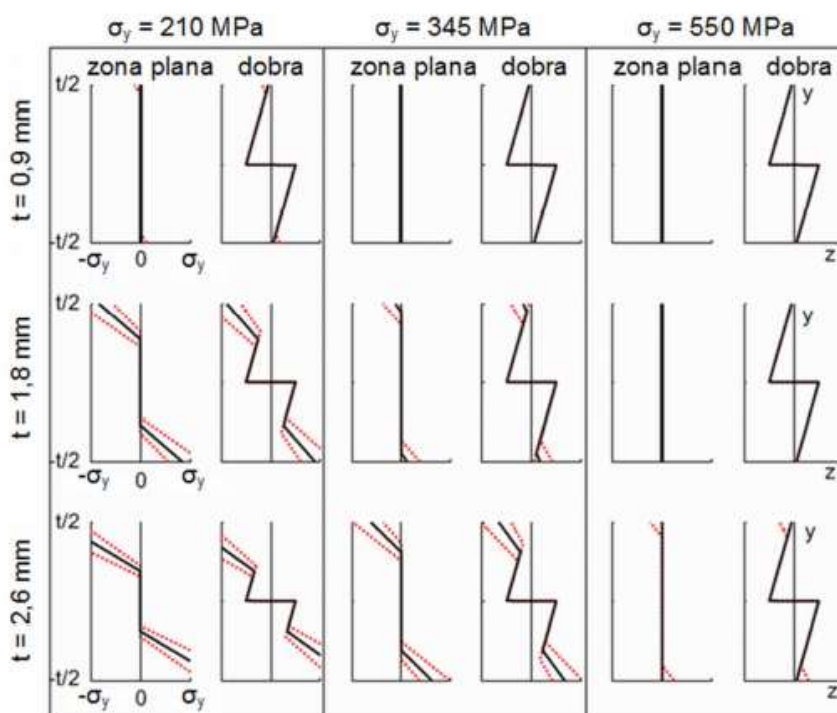 σy = 210 MPa σy = 345 MPa σy = 550 MPa
zona plana dobra zona plana dobra zona plana dobra
t = 0,9 mm
t/2 y
-t/2 z
-σy 0 σy
t = 1,8 mm
t/2 y
-t/2 z
-σy 0 σy
t = 2,6 mm
t/2 y
-t/2 z
-σy 0 σy